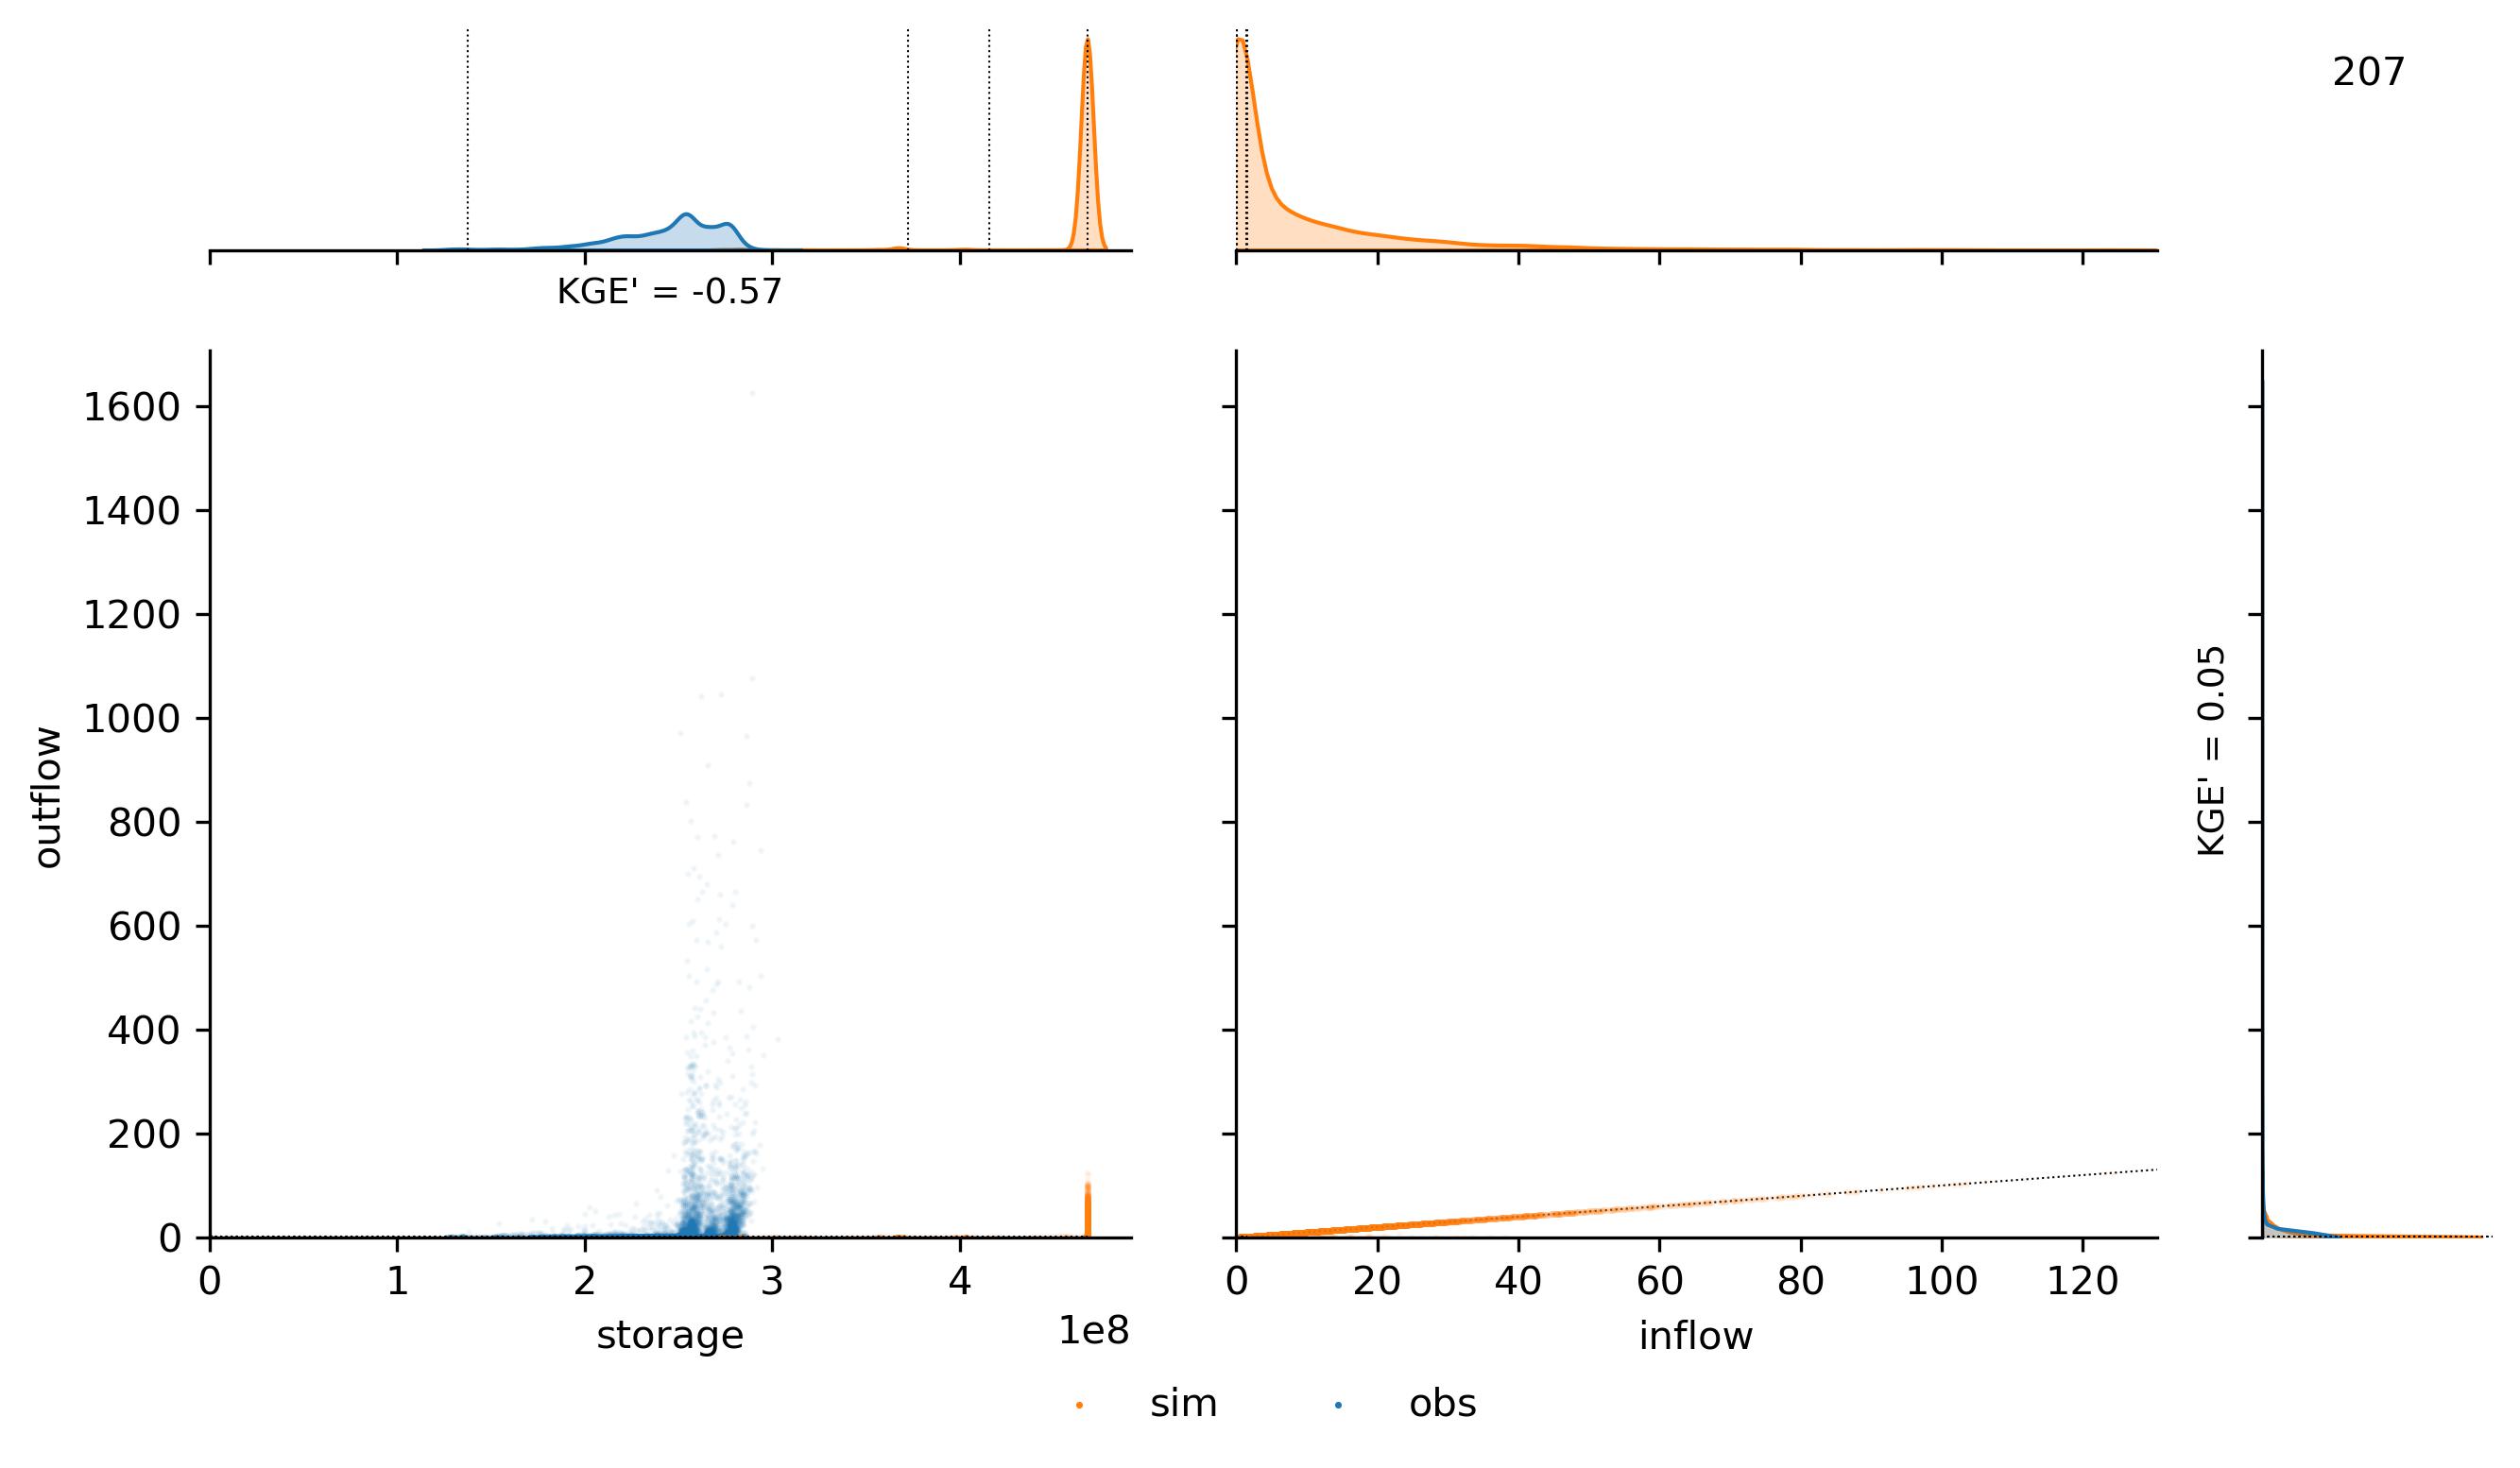 207
KGE' = -0.57
1600
1400
1200
1000
800
600
400
200
0
outflow
KGE' = 0.05
0 1 2 3 4
0 20 40 60 80 100 120
storage
1e8
inflow
sim obs